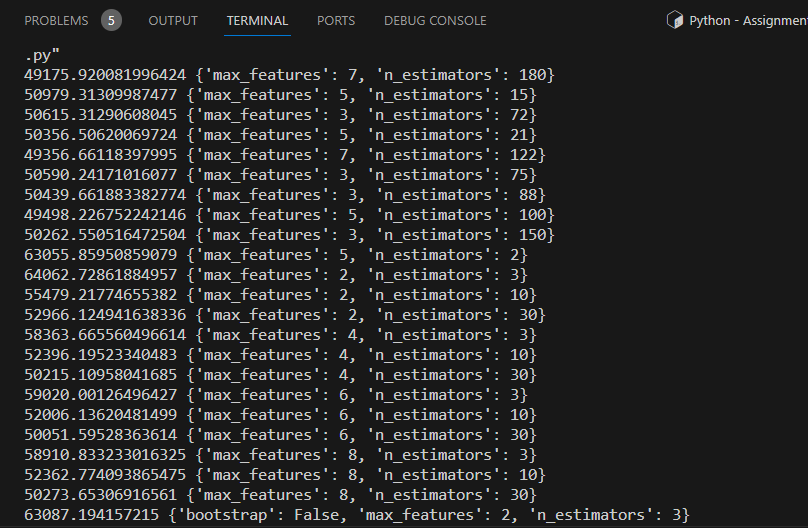 PROBLEMS 5 OUTPUT TERMINAL PORTS DEBUG CONSOLE Python - Assignmen
.py"
49175.920081996424 {'max_features': 7, 'n_estimators': 180}
50979.31309987477 {'max_features': 5, 'n_estimators': 15}
50615.31290608045 {'max_features': 3, 'n_estimators': 72}
50356.50620069724 {'max_features': 5, 'n_estimators': 21}
49356.66118397995 {'max_features': 7, 'n_estimators': 122}
50590.24171016077 {'max_features': 3, 'n_estimators': 75}
50439.661883382774 {'max_features': 3, 'n_estimators': 88}
49498.226752242146 {'max_features': 5, 'n_estimators': 100}
50262.550516472504 {'max_features': 3, 'n_estimators': 150}
63055.85950859079 {'max_features': 5, 'n_estimators': 2}
64062.72861884957 {'max_features': 2, 'n_estimators': 3}
55479.21774655382 {'max_features': 2, 'n_estimators': 10}
52966.124941638336 {'max_features': 2, 'n_estimators': 30}
58363.665560496614 {'max_features': 4, 'n_estimators': 3}
52396.19523340483 {'max_features': 4, 'n_estimators': 10}
50215.10958041685 {'max_features': 4, 'n_estimators': 30}
59020.00126496427 {'max_features': 6, 'n_estimators': 3}
52006.13620481499 {'max_features': 6, 'n_estimators': 10}
50051.59528363614 {'max_features': 6, 'n_estimators': 30}
58910.833233016325 {'max_features': 8, 'n_estimators': 3}
52362.774093865475 {'max_features': 8, 'n_estimators': 10}
50273.65306916561 {'max_features': 8, 'n_estimators': 30}
63087.194157215 {'bootstrap': False, 'max_features': 2, 'n_estimators': 3}